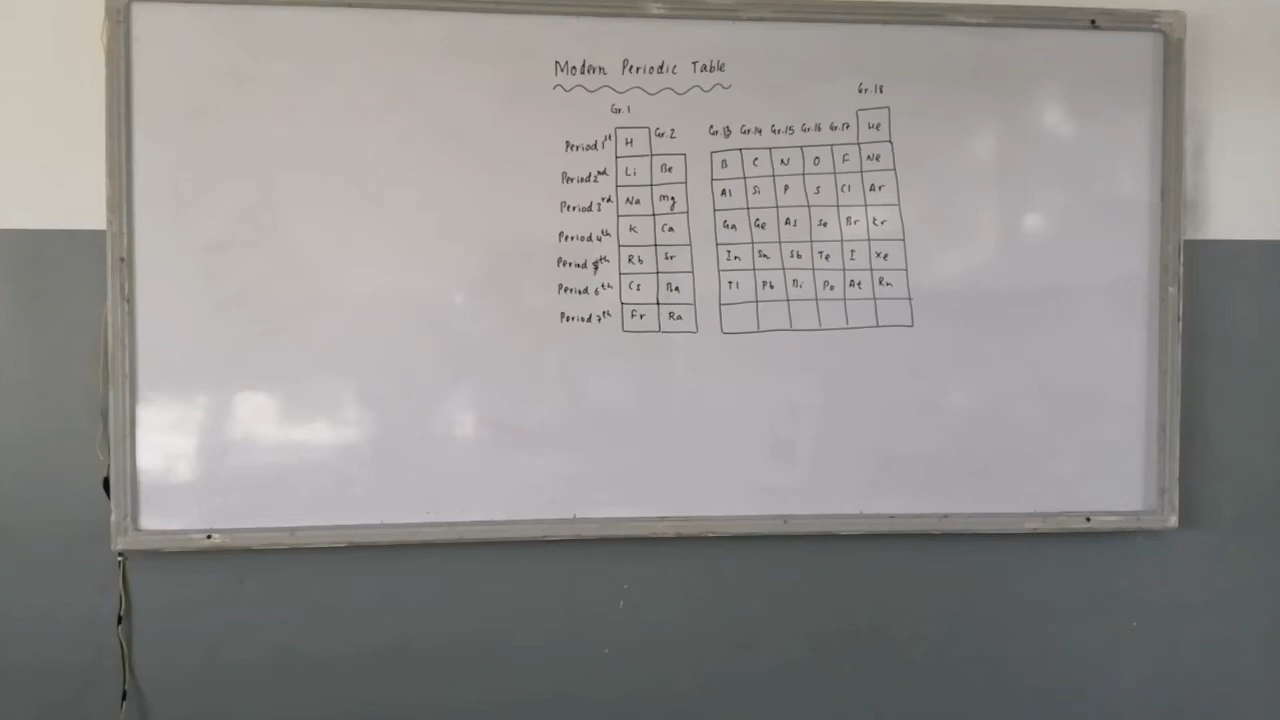 Modern Periodic Table
Gr.18
Gr.1
Gr.2 Gr.13 Gr.14 Gr.15 Gr.16 Gr.17 He
Period 1st H
Period 2nd Li Be B C N O F Ne
Period 3rd Na mg Al Si P S Cl Ar
Period 4th K Ca Ga Ge As Se Br Kr
Period 5th Rb Sr In Sn Sb Te I Xe
Period 6th Cs Ba Tl Pb Bi Po At Rn
Period 7th Fr Ra